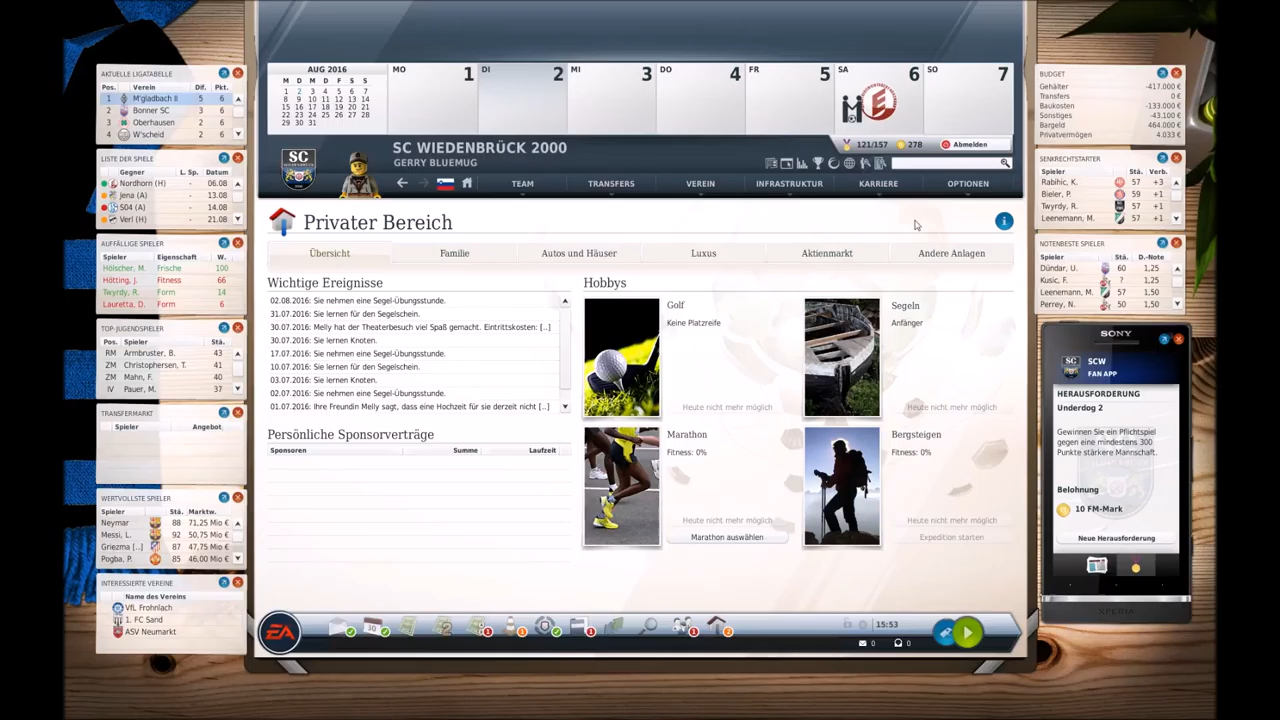 AKTUELLE LIGATABELLE
Pos. Verein Dif. Pkt.
1 M'gladbach II 5 6
2 Bonner SC 3 6
3 Oberhausen 2 6
4 W'scheid 2 6
LISTE DER SPIELE
Gegner L. Sp. Datum
Nordhorn (H) 06.08
Jena (A) 13.08
S04 (A) 14.08
Verl (H) 21.08
AUFFÄLLIGE SPIELER
Spieler Eigenschaft W.
Hölscher, M. Frische 100
Hötting, J. Fitness 66
Twyrdy, R. Form 14
Lauretta, D. Form 6
TOP-JUGENDSPIELER
Pos. Spieler Stä.
RM Armbruster, B. 43
ZM Christophersen, T. 41
ZM Mahn, F. 40
IV Pauer, M. 37
TRANSFERMARKT
Spieler Angebot
WERTVOLLSTE SPIELER
Spieler Stä. Marktw.
Neymar 88 71,25 Mio €
Messi, L. 92 50,75 Mio €
Griezma [..] 87 47,75 Mio €
Pogba, P. 85 46,00 Mio €
INTERESSIERTE VEREINE
Name des Vereins
VfL Frohnlach
1. FC Sand
ASV Neumarkt
AUG 2016
M D M D F S S
1 2 3 4 5 6 7
8 9 10 11 12 13 14
15 16 17 18 19 20 21
22 23 24 25 26 27 28
29 30 31
MO 1 DI 2 MI 3 DO 4 FR 5 SA 6 SO 7
121/157 278 Abmelden
SC
SC WIEDENBRÜCK 2000
GERRY BLUEMUG
TEAM TRANSFERS VEREIN INFRASTRUKTUR KARRIERE OPTIONEN
Privater Bereich
Übersicht Familie Autos und Häuser Luxus Aktienmarkt Andere Anlagen
Wichtige Ereignisse
02.08.2016: Sie nehmen eine Segel-Übungsstunde.
31.07.2016: Sie lernen für den Segelschein.
30.07.2016: Melly hat der Theaterbesuch viel Spaß gemacht. Eintrittskosten: [..]
30.07.2016: Sie lernen Knoten.
17.07.2016: Sie nehmen eine Segel-Übungsstunde.
10.07.2016: Sie lernen für den Segelschein.
03.07.2016: Sie lernen Knoten.
02.07.2016: Sie nehmen eine Segel-Übungsstunde.
01.07.2016: Ihre Freundin Melly sagt, dass eine Hochzeit für sie derzeit nicht [..]
Persönliche Sponsorverträge
Sponsoren Summe Laufzeit
Hobbys
Golf
Keine Platzreife
Heute nicht mehr möglich
Segeln
Anfänger
Heute nicht mehr möglich
Marathon
Fitness: 0%
Heute nicht mehr möglich
Marathon auswählen
Bergsteigen
Fitness: 0%
Heute nicht mehr möglich
Expedition starten
EA
30
1
1
1
1
2
15:53
0 0
BUDGET
Gehälter -417.000 €
Transfers 0 €
Baukosten -133.000 €
Sonstiges -43.100 €
Bargeld 464.000 €
Privatvermögen 4.033 €
SENKRECHTSTARTER
Spieler Stä. Verb.
Rabihic, K. 57 +3
Bieler, P. 59 +1
Twyrdy, R. 57 +1
Leenemann, M. 57 +1
NOTENBESTE SPIELER
Spieler Stä. D.-Note
Dündar, U. 60 1,25
Kusic, F. ? 1,25
Leenemann, M. 57 1,50
Perrey, N. 50 1,50
SONY
SC
SCW
FAN APP
HERAUSFORDERUNG
Underdog 2
Gewinnen Sie ein Pflichtspiel
gegen eine mindestens 300
Punkte stärkere Mannschaft.
Belohnung
10 FM-Mark
Neue Herausforderung
XPERIA